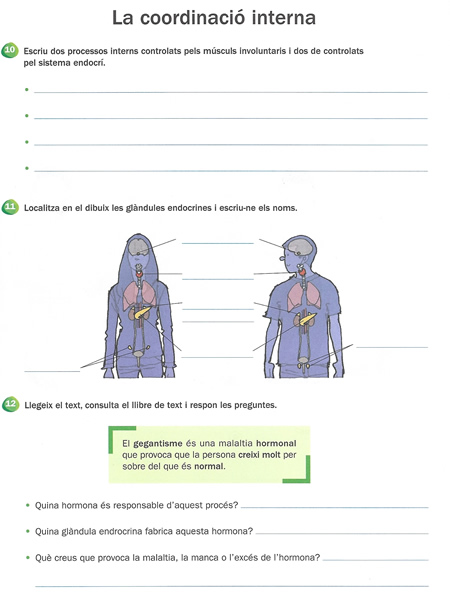 La coordinació interna
10 Escriu dos processos interns controlats pels músculs involuntaris i dos de controlats
pel sistema endocrí.
11 Localitza en el dibuix les glàndules endocrines i escriu-ne els noms.
12 Llegeix el text, consulta el llibre de text i respon les preguntes.
El gegantisme és una malaltia hormonal
que provoca que la persona creixi molt per
sobre del que és normal.
• Quina hormona és responsable d'aquest procés?
• Quina glàndula endrocrina fabrica aquesta hormona?
• Què creus que provoca la malaltia, la manca o l'excés de l'hormona?